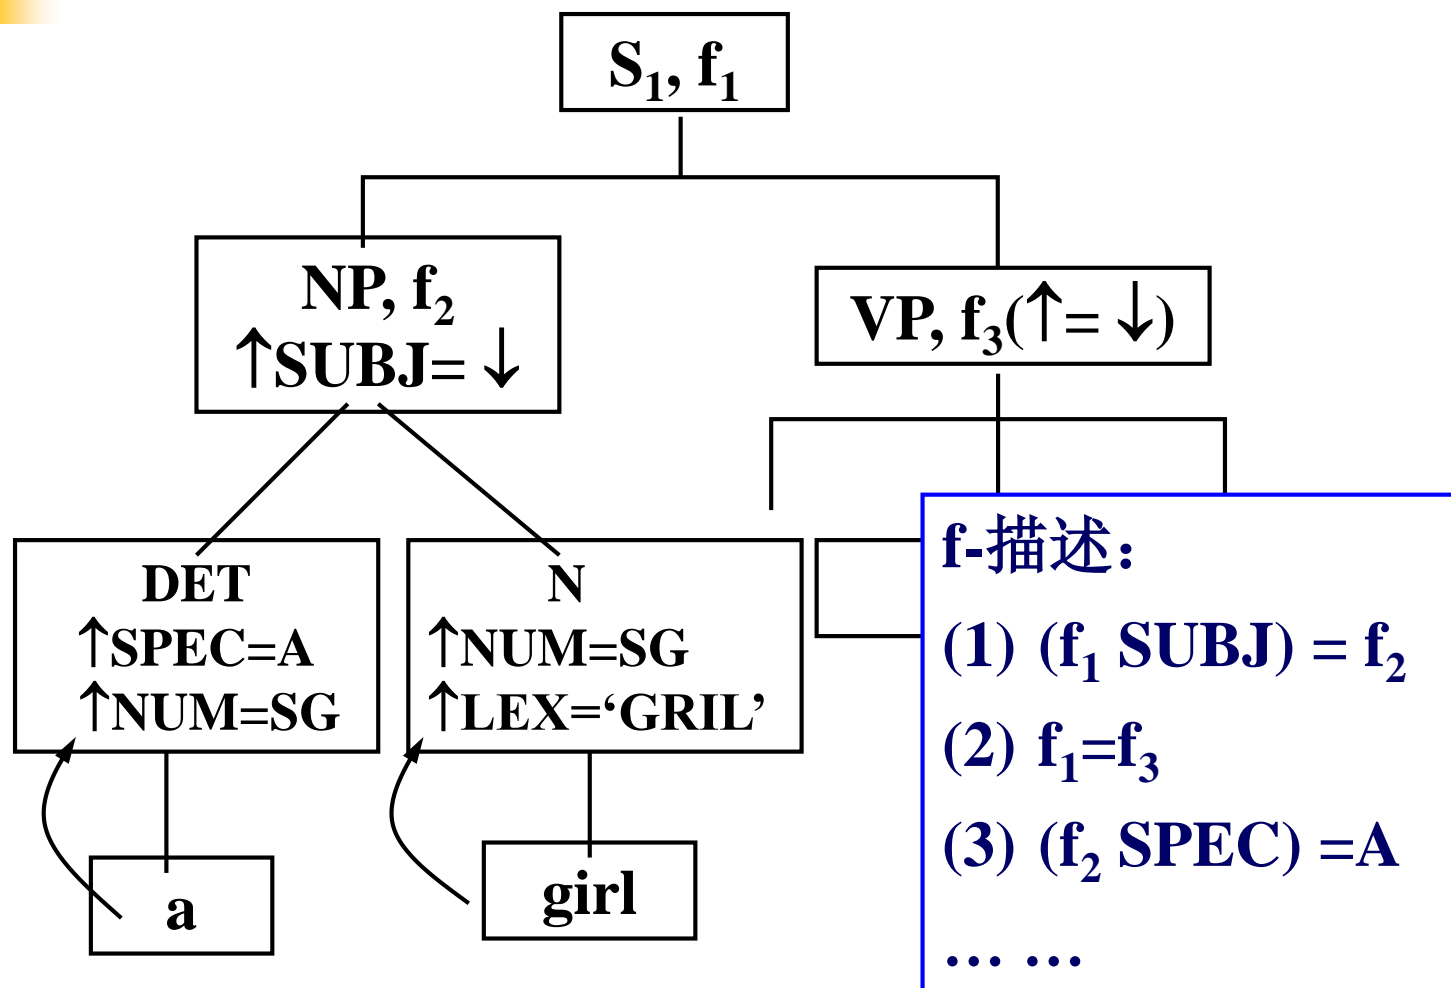 S₁, f₁
NP, f₂
↑SUBJ= ↓
VP, f₃(↑= ↓)
DET
↑SPEC=A
↑NUM=SG
N
↑NUM=SG
↑LEX=‘GRIL’
a
girl
f-描述：
(1) (f₁ SUBJ) = f₂
(2) f₁=f₃
(3) (f₂ SPEC) =A
… …